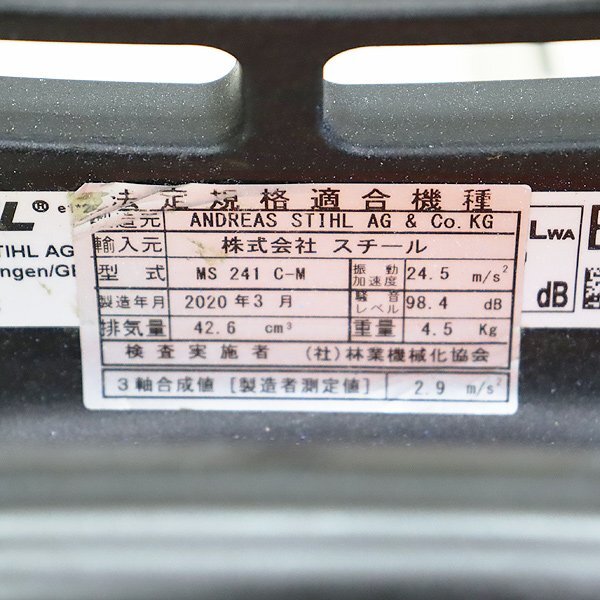 法定規格適合機種
製造元 ANDREAS STIHL AG & Co. KG
輸入元 株式会社 スチール
型式 MS 241 C-M 振動加速度 24.5 m/s²
製造年月 2020年3月 騒音レベル 98.4 dB
排気量 42.6 cm³ 重量 4.5 Kg
検査実施者 (社)林業機械化協会
3軸合成値 [製造者測定値] 2.9 m/s²
L®
TIHL AG
ngen/GE
LWA
dB